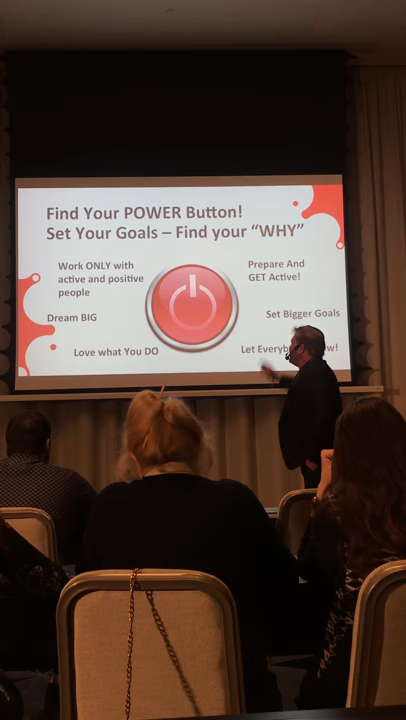 Find Your POWER Button!
Set Your Goals – Find your “WHY”
Work ONLY with
active and positive
people
Prepare And
GET Active!
Dream BIG
Set Bigger Goals
Love what You DO
Let